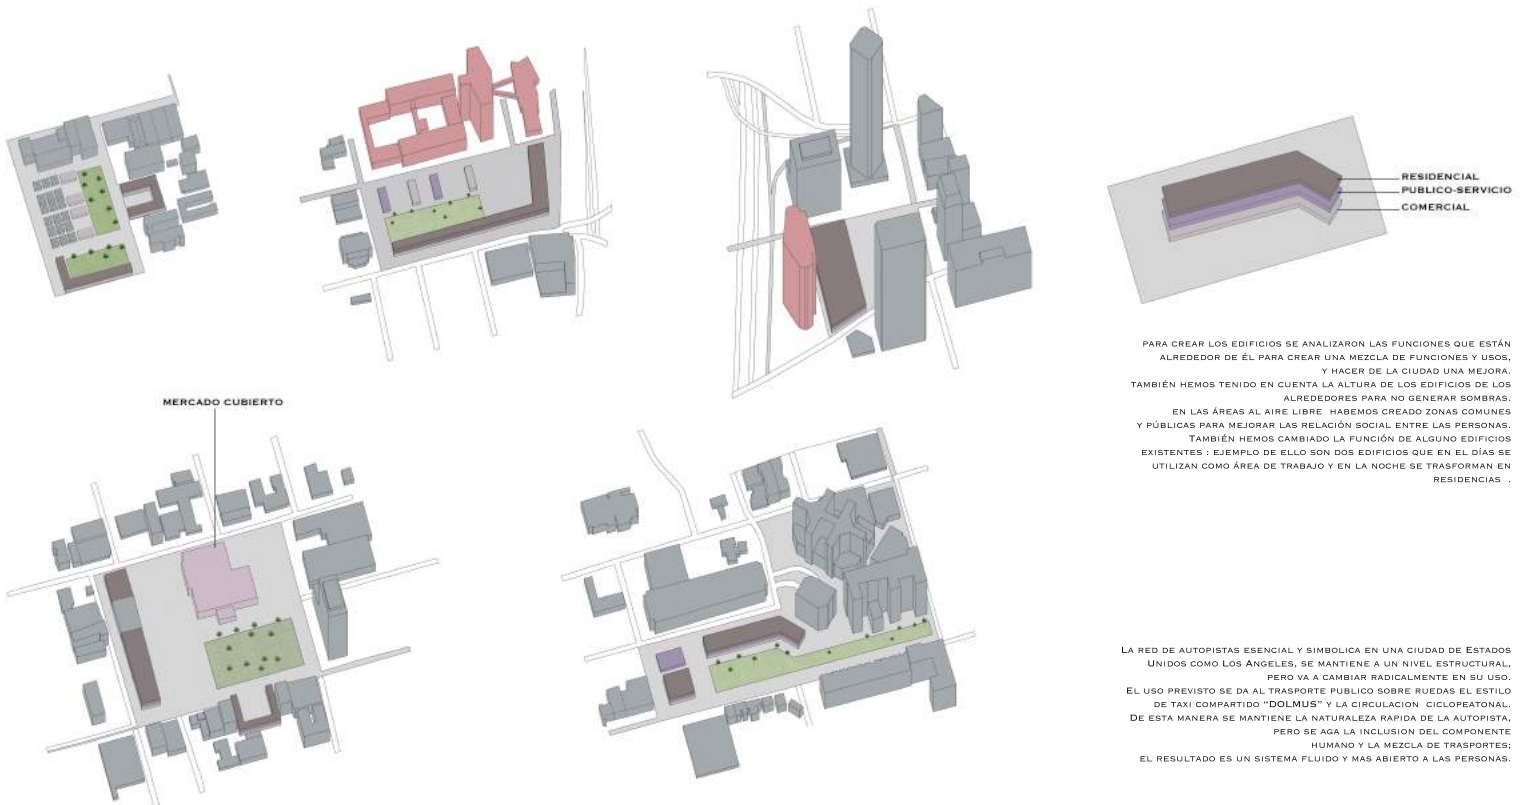 RESIDENCIAL
PUBLICO-SERVICIO
COMERCIAL
PARA CREAR LOS EDIFICIOS SE ANALIZARON LAS FUNCIONES QUE ESTÁN
ALREDEDOR DE ÉL PARA CREAR UNA MEZCLA DE FUNCIONES Y USOS,
Y HACER DE LA CIUDAD UNA MEJORA.
TAMBIÉN HEMOS TENIDO EN CUENTA LA ALTURA DE LOS EDIFICIOS DE LOS
ALREDEDORES PARA NO GENERAR SOMBRAS.
EN LAS ÁREAS AL AIRE LIBRE HABEMOS CREADO ZONAS COMUNES
Y PÚBLICAS PARA MEJORAR LAS RELACIÓN SOCIAL ENTRE LAS PERSONAS.
TAMBIÉN HEMOS CAMBIADO LA FUNCIÓN DE ALGUNO EDIFICIOS
EXISTENTES : EJEMPLO DE ELLO SON DOS EDIFICIOS QUE EN EL DÍAS SE
UTILIZAN COMO ÁREA DE TRABAJO Y EN LA NOCHE SE TRASFORMAN EN
RESIDENCIAS .
MERCADO CUBIERTO
LA RED DE AUTOPISTAS ESENCIAL Y SIMBOLICA EN UNA CIUDAD DE ESTADOS
UNIDOS COMO LOS ANGELES, SE MANTIENE A UN NIVEL ESTRUCTURAL,
PERO VA A CAMBIAR RADICALMENTE EN SU USO.
EL USO PREVISTO SE DA AL TRASPORTE PUBLICO SOBRE RUEDAS EL ESTILO
DE TAXI COMPARTIDO “DOLMUS” Y LA CIRCULACION CICLOPEATONAL.
DE ESTA MANERA SE MANTIENE LA NATURALEZA RAPIDA DE LA AUTOPISTA,
PERO SE AGA LA INCLUSION DEL COMPONENTE
HUMANO Y LA MEZCLA DE TRASPORTES;
EL RESULTADO ES UN SISTEMA FLUIDO Y MAS ABIERTO A LAS PERSONAS.